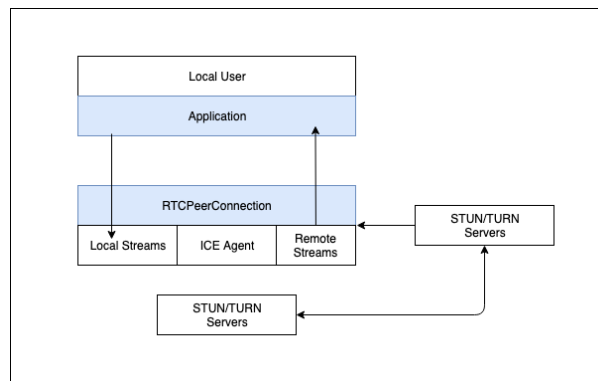 Local User
Application
RTCPeerConnection
Local Streams
ICE Agent
Remote
Streams
STUN/TURN
Servers
STUN/TURN
Servers